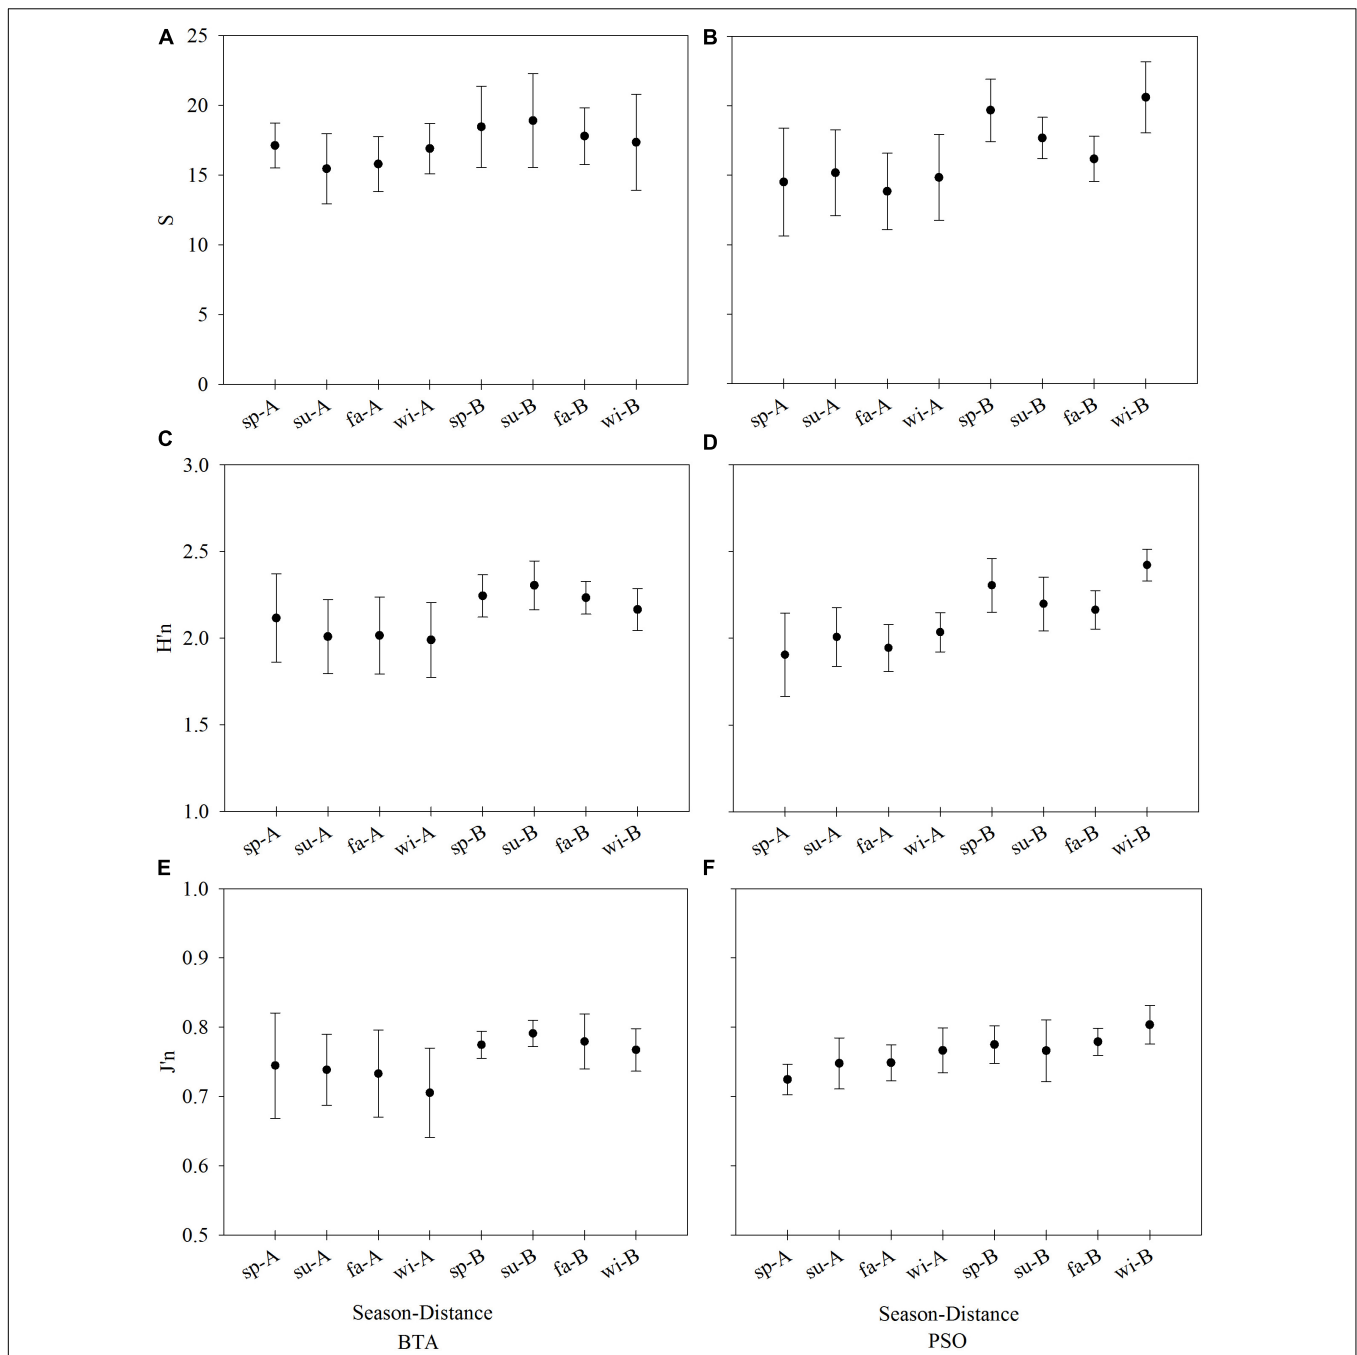 A
B
25
20
15
10
5
0
S
sp-A su-A fa-A wi-A sp-B su-B fa-B wi-B
sp-A su-A fa-A wi-A sp-B su-B fa-B wi-B
C
D
3.0
2.5
2.0
1.5
1.0
H'n
sp-A su-A fa-A wi-A sp-B su-B fa-B wi-B
sp-A su-A fa-A wi-A sp-B su-B fa-B wi-B
E
F
1.0
0.9
0.8
0.7
0.6
0.5
J'n
sp-A su-A fa-A wi-A sp-B su-B fa-B wi-B
sp-A su-A fa-A wi-A sp-B su-B fa-B wi-B
Season-Distance
BTA
Season-Distance
PSO